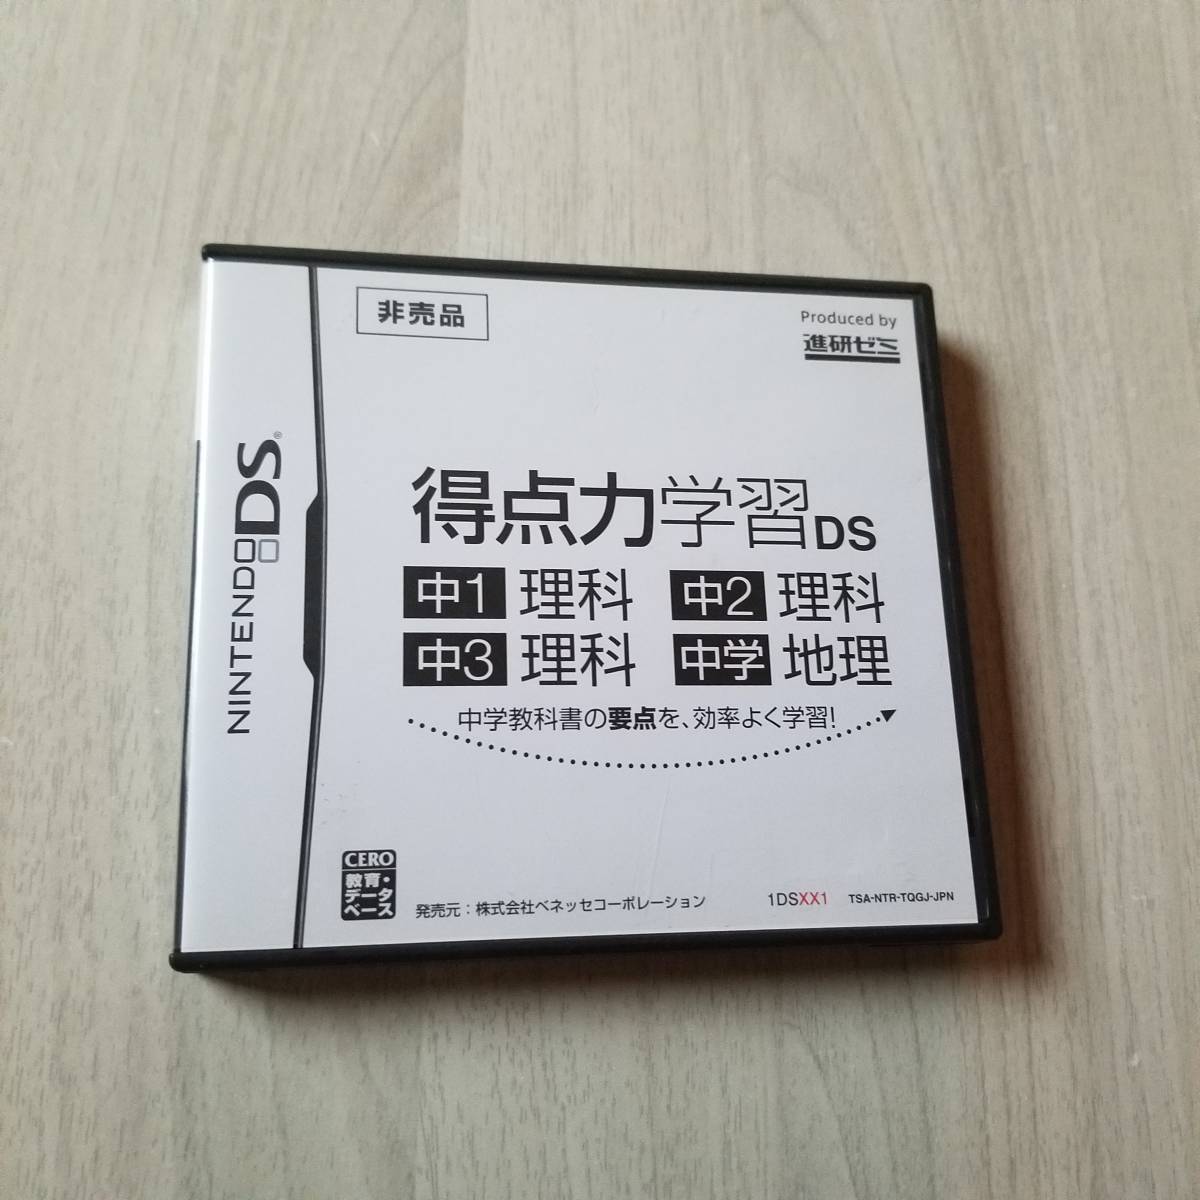 NINTENDO DS®
非売品
Produced by
進研ゼミ
得点力学習DS
中1 理科 中2 理科
中3 理科 中学 地理
中学教科書の要点を、効率よく学習!
CERO
教育・
データ
ベース
発売元:株式会社ベネッセコーポレーション
1DSXX1 TSA-NTR-TQGJ-JPN